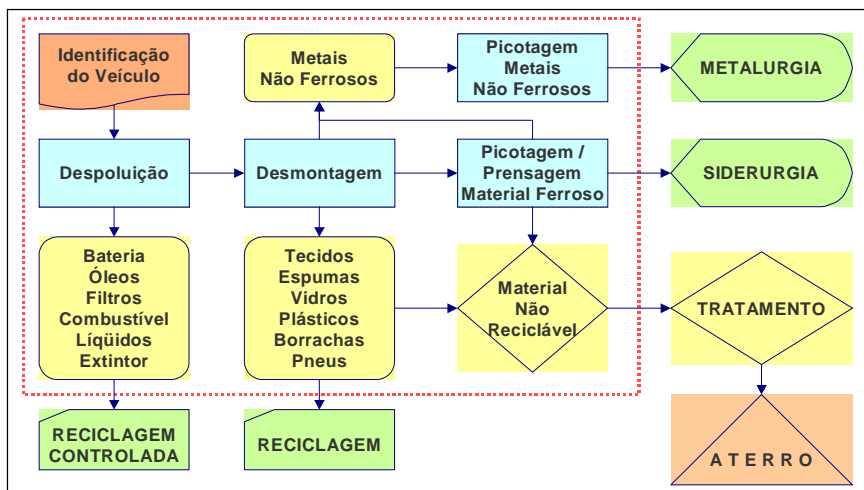 Identificação
do Veículo
Metais
Não Ferrosos
Picotagem
Metais
Não Ferrosos
METALURGIA
Despoluição
Desmontagem
Picotagem /
Prensagem
Material Ferroso
SIDERURGIA
Bateria
Óleos
Filtros
Combustível
Líqüidos
Extintor
Tecidos
Espumas
Vidros
Plásticos
Borrachas
Pneus
Material
Não
Reciclável
TRATAMENTO
RECICLAGEM
CONTROLADA
RECICLAGEM
ATERRO